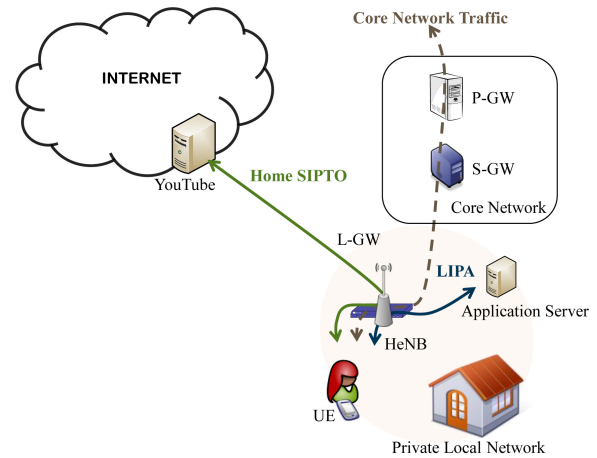 Core Network Traffic
INTERNET
P-GW
YouTube
Home SIPTO
S-GW
Core Network
L-GW
LIPA
Application Server
HeNB
UE
Private Local Network